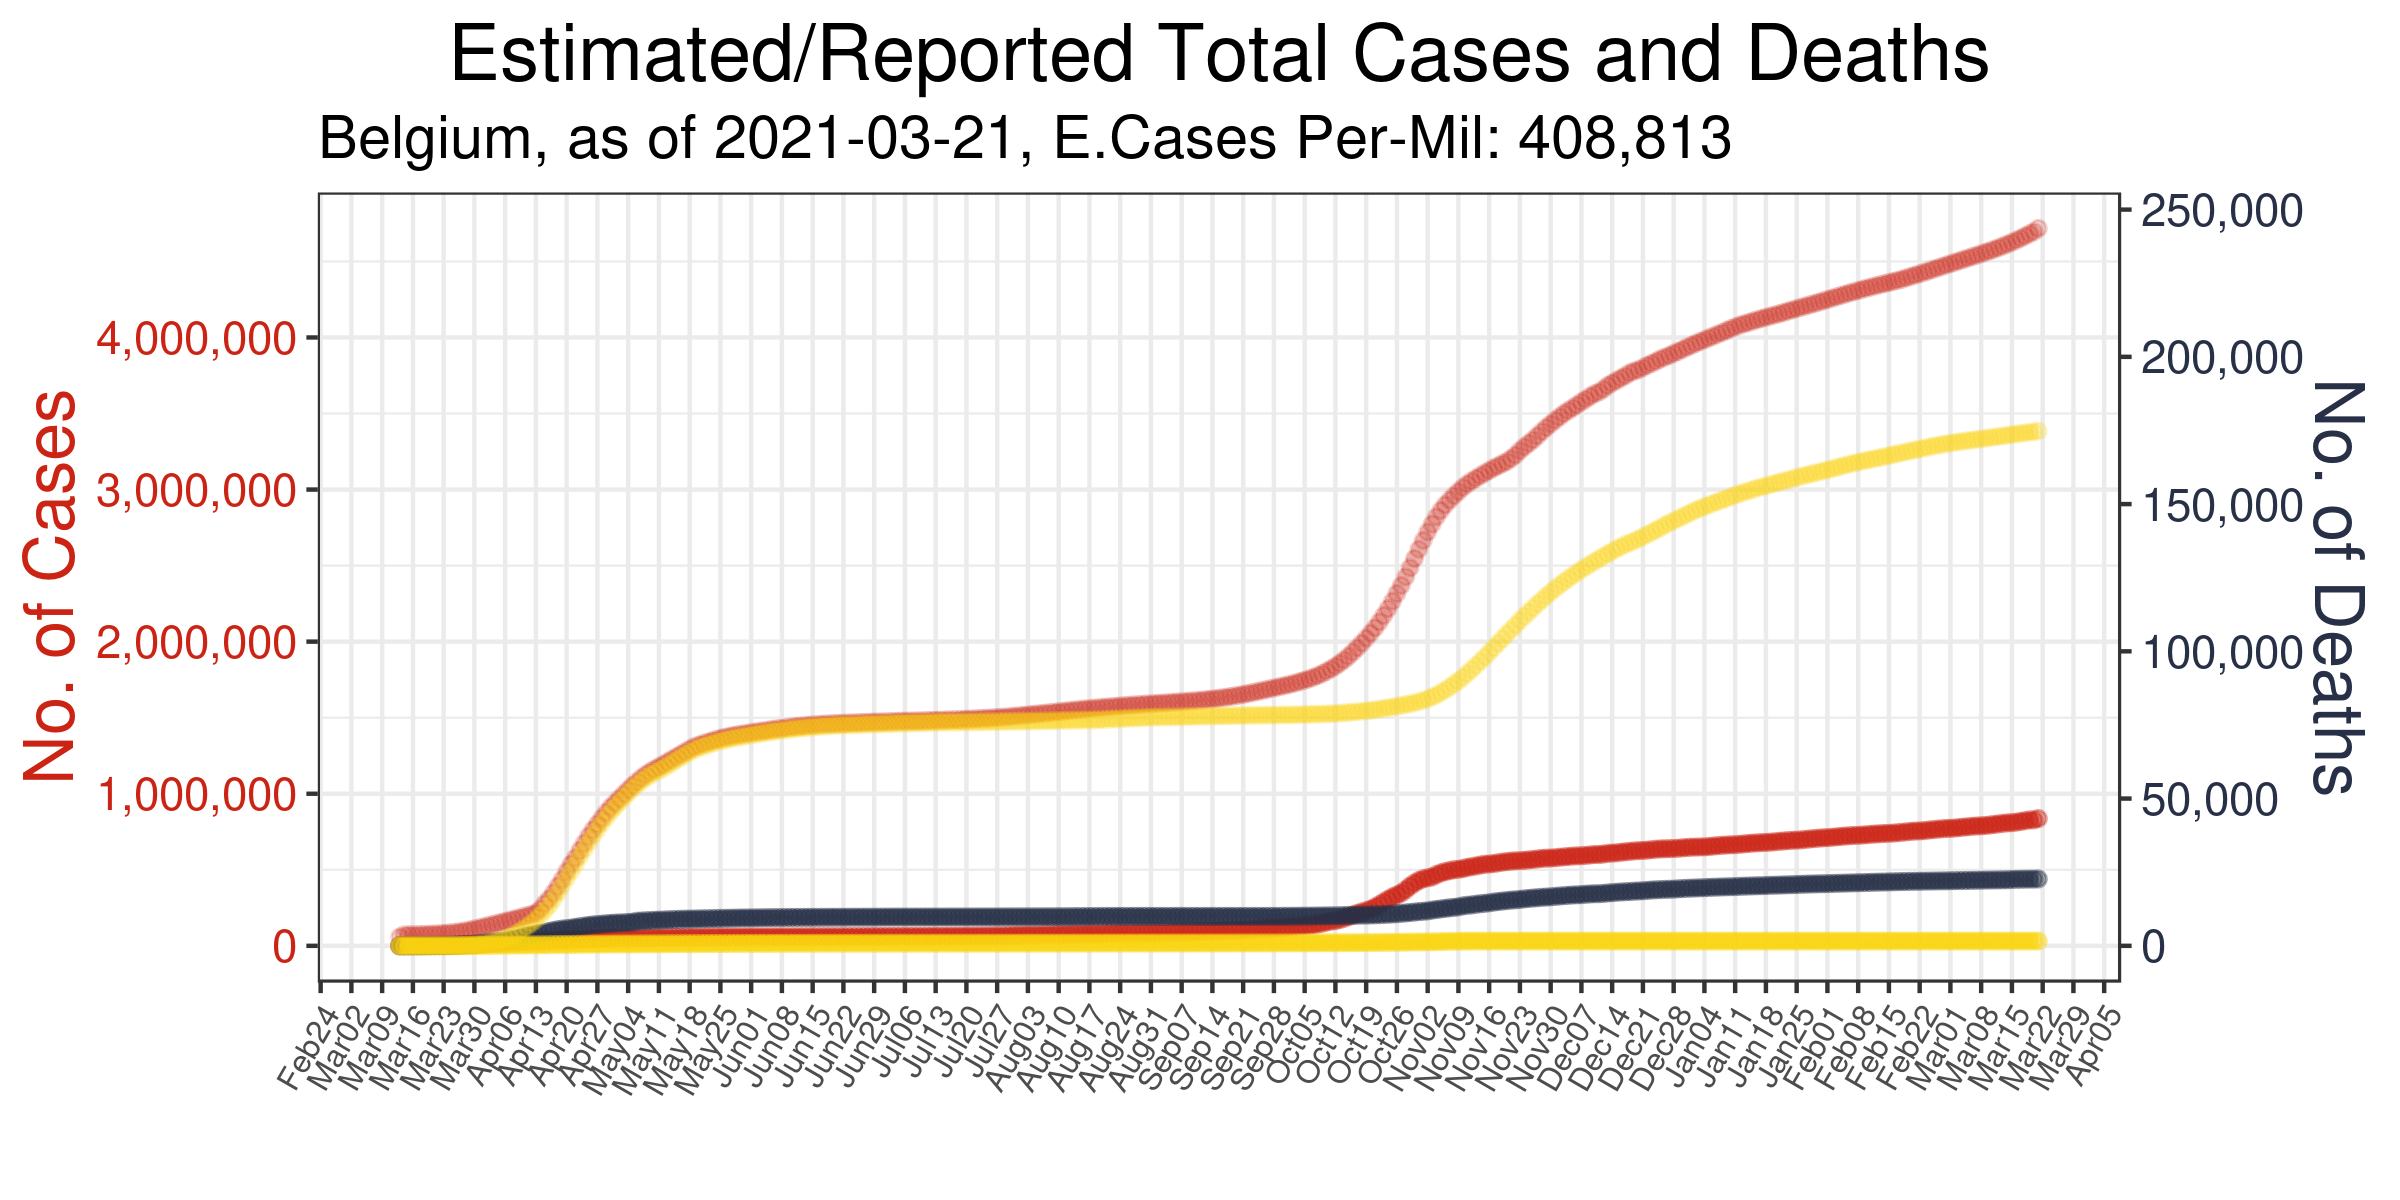 Estimated/Reported Total Cases and Deaths
Belgium, as of 2021-03-21, E.Cases Per-Mil: 408,813
No. of Cases
4,000,000
3,000,000
2,000,000
1,000,000
0
250,000
200,000
150,000
100,000
50,000
0
No. of Deaths
Feb24
Mar02
Mar09
Mar16
Mar23
Mar30
Apr06
Apr13
Apr20
Apr27
May04
May11
May18
May25
Jun01
Jun08
Jun15
Jun22
Jun29
Jul06
Jul13
Jul20
Jul27
Aug03
Aug10
Aug17
Aug24
Aug31
Sep07
Sep14
Sep21
Sep28
Oct05
Oct12
Oct19
Oct26
Nov02
Nov09
Nov16
Nov23
Nov30
Dec07
Dec14
Dec21
Dec28
Jan04
Jan11
Jan18
Jan25
Feb01
Feb08
Feb15
Feb22
Mar01
Mar08
Mar15
Mar22
Mar29
Apr05